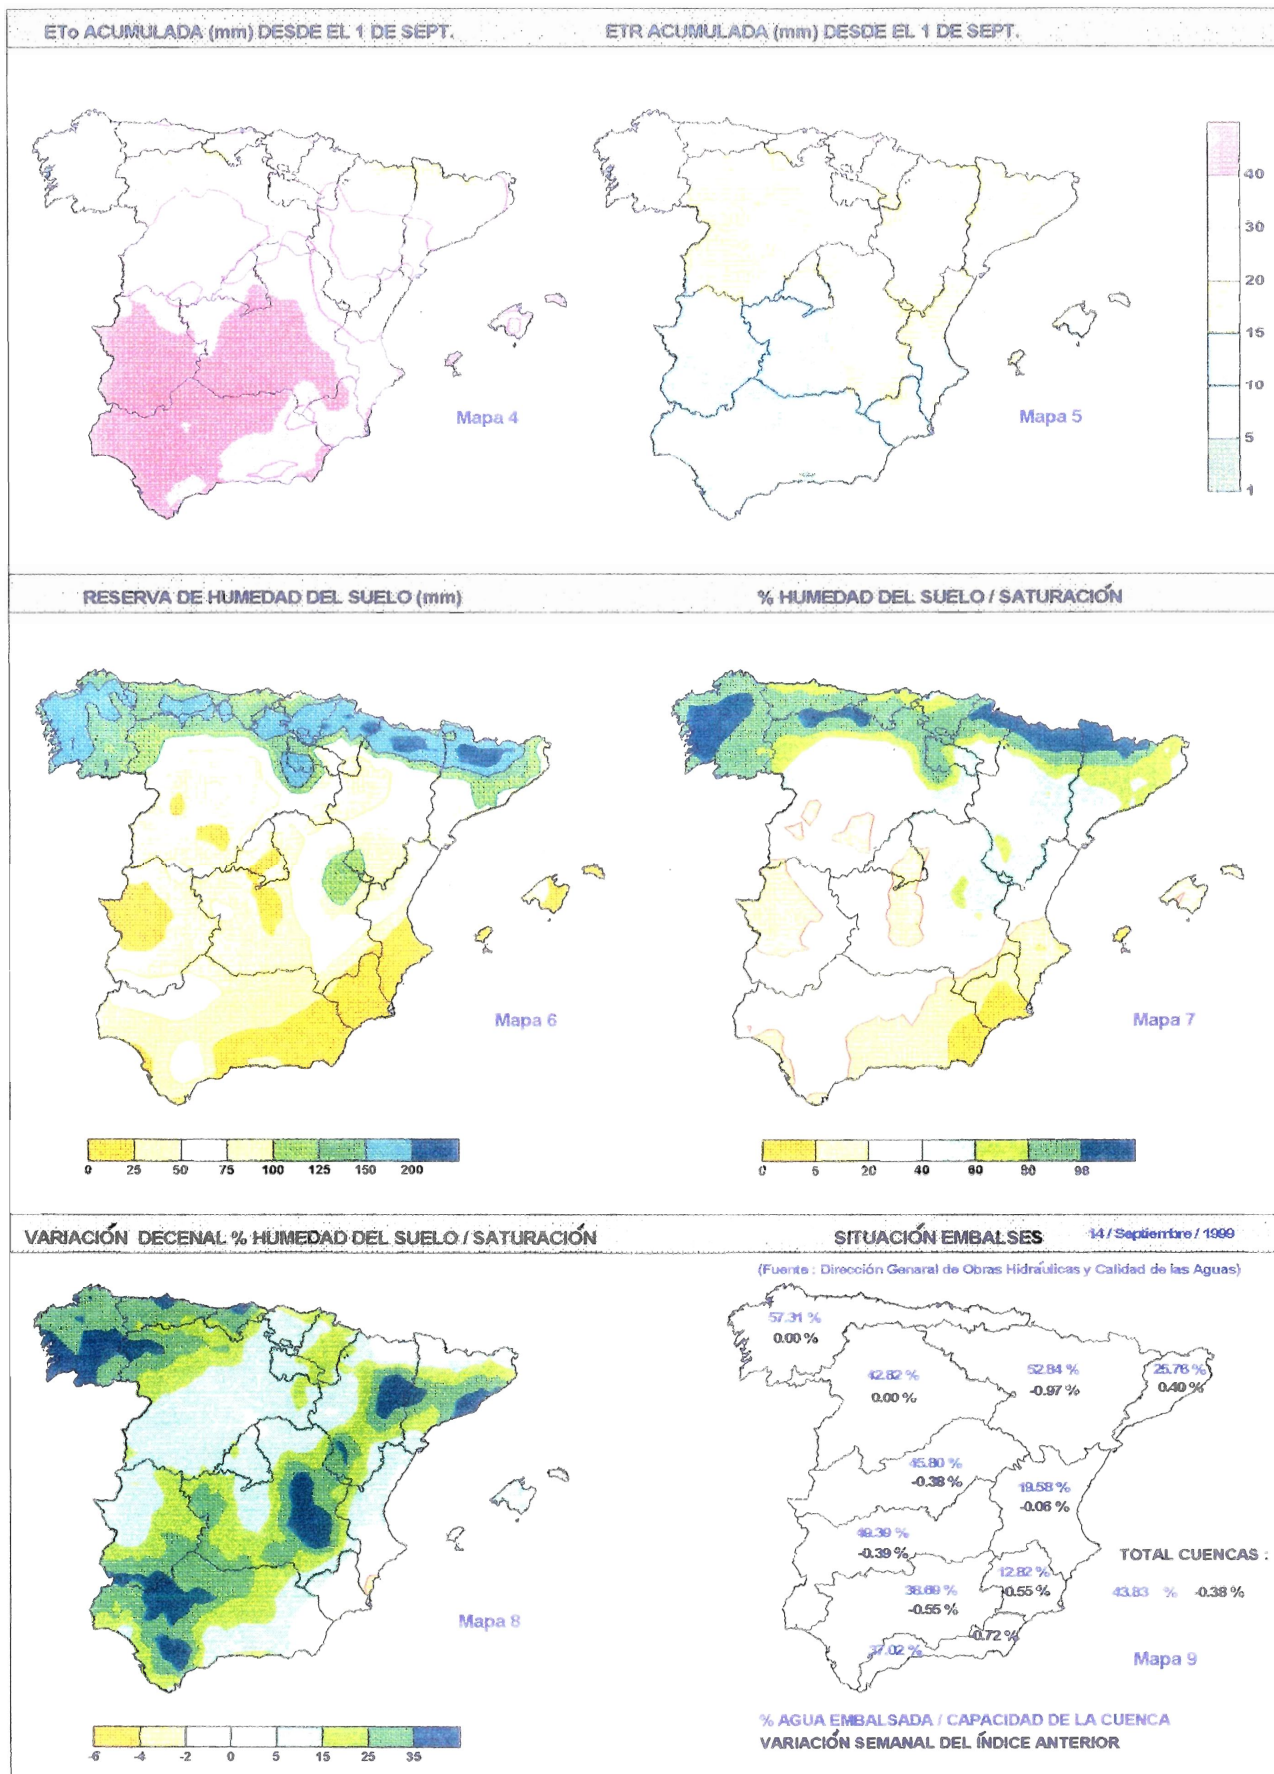 ETo ACUMULADA (mm) DESDE EL 1 DE SEPT.
ETR ACUMULADA (mm) DESDE EL 1 DE SEPT.
40
30
20
15
10
5
1
Mapa 4
Mapa 5
RESERVA DE HUMEDAD DEL SUELO (mm)
% HUMEDAD DEL SUELO / SATURACIÓN
Mapa 6
Mapa 7
0 25 50 75 100 125 150 200
0 5 20 40 60 80 98
VARIACIÓN DECENAL % HUMEDAD DEL SUELO / SATURACIÓN
SITUACIÓN EMBALSES 14 / Septiembre / 1999
(Fuente : Dirección General de Obras Hidráulicas y Calidad de las Aguas)
57.31 %
0.00 %
42.82 %
0.00 %
52.84 %
-0.97 %
25.76 %
0.40 %
45.80 %
-0.38 %
19.58 %
-0.06 %
49.39 %
-0.39 %
TOTAL CUENCAS :
43.83 % -0.38 %
12.82 %
-0.55 %
38.69 %
-0.55 %
-0.72 %
37.02 %
Mapa 8
Mapa 9
% AGUA EMBALSADA / CAPACIDAD DE LA CUENCA
VARIACIÓN SEMANAL DEL ÍNDICE ANTERIOR
-6 -4 -2 0 5 15 25 35